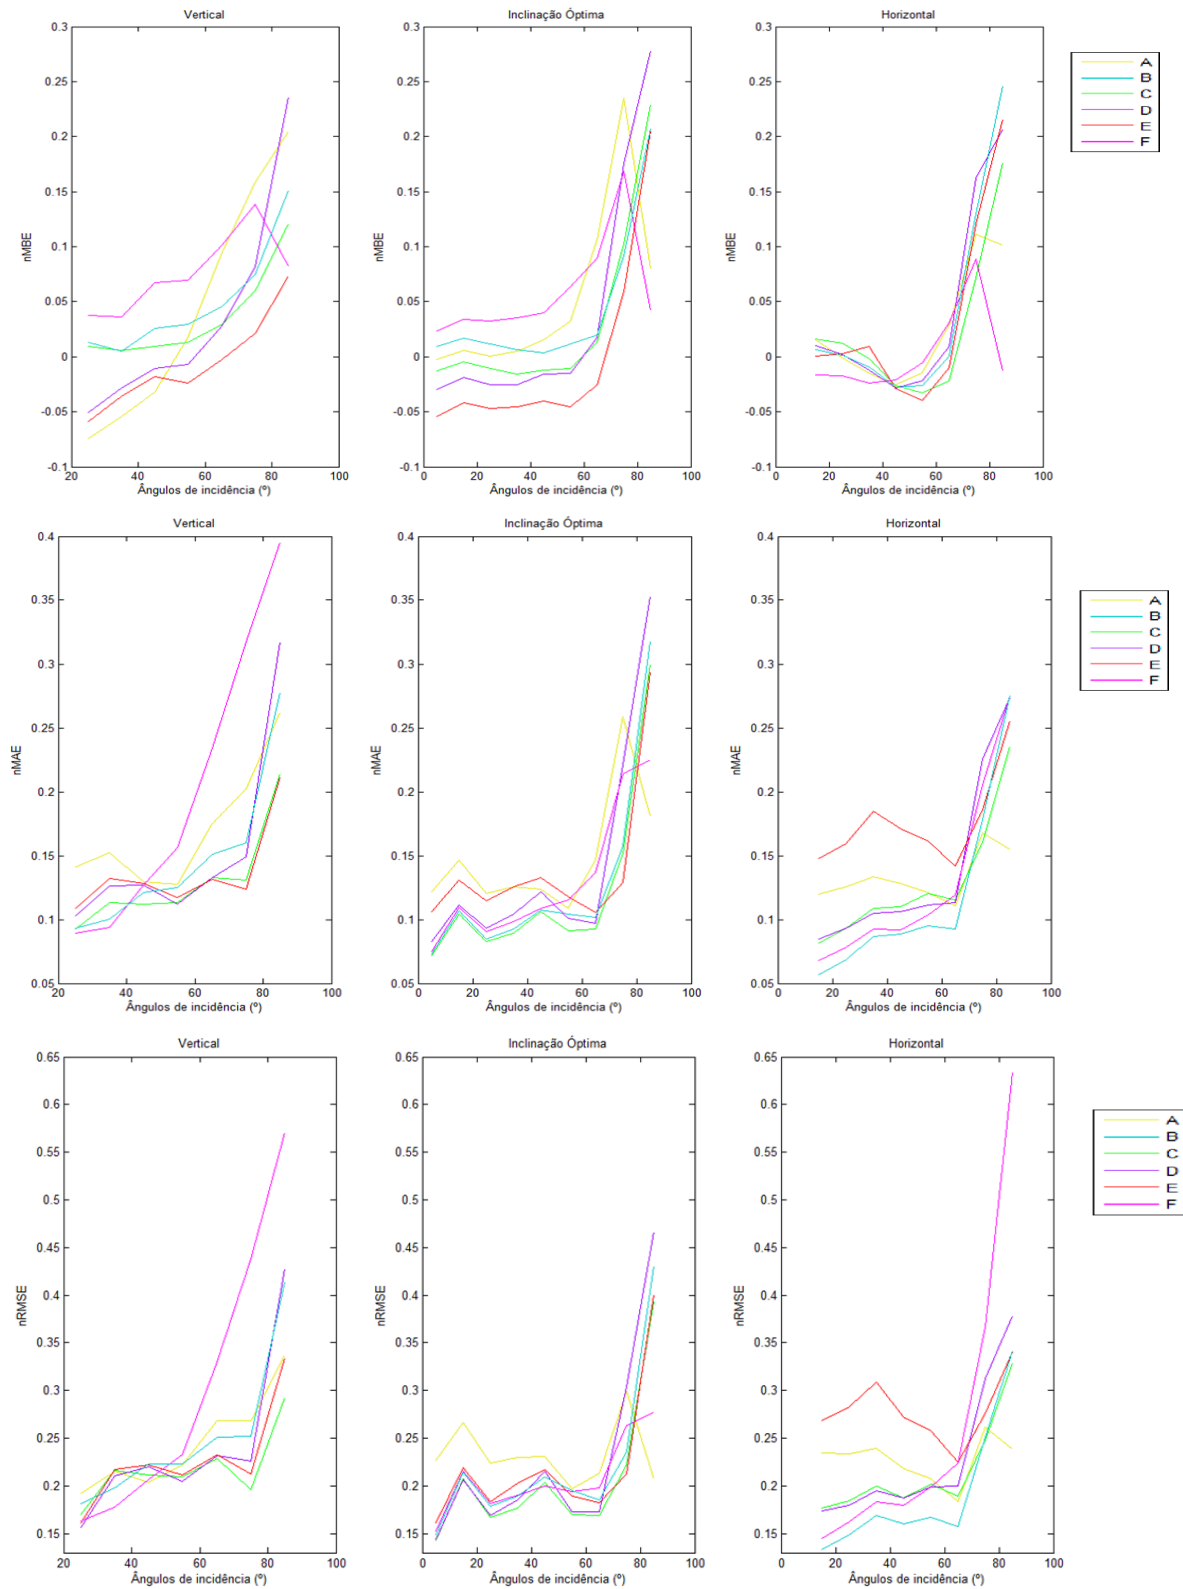 Vertical
Inclinação Óptima
Horizontal
0.3
0.25
0.2
0.15
0.1
0.05
0
-0.05
-0.1
nMBE
20 40 60 80 100
Ângulos de incidência (º)
0.3
0.25
0.2
0.15
0.1
0.05
0
-0.05
-0.1
nMBE
0 20 40 60 80 100
Ângulos de incidência (º)
0.3
0.25
0.2
0.15
0.1
0.05
0
-0.05
-0.1
nMBE
0 20 40 60 80 100
Ângulos de incidência (º)
A
B
C
D
E
F
Vertical
Inclinação Óptima
Horizontal
0.4
0.35
0.3
0.25
0.2
0.15
0.1
0.05
nMAE
20 40 60 80 100
Ângulos de incidência (º)
0.4
0.35
0.3
0.25
0.2
0.15
0.1
0.05
nMAE
0 20 40 60 80 100
Ângulos de incidência (º)
0.4
0.35
0.3
0.25
0.2
0.15
0.1
0.05
nMAE
0 20 40 60 80 100
Ângulos de incidência (º)
A
B
C
D
E
F
Vertical
Inclinação Óptima
Horizontal
0.65
0.6
0.55
0.5
0.45
0.4
0.35
0.3
0.25
0.2
0.15
nRMSE
20 40 60 80 100
Ângulos de incidência (º)
0.65
0.6
0.55
0.5
0.45
0.4
0.35
0.3
0.25
0.2
0.15
nRMSE
0 20 40 60 80 100
Ângulos de incidência (º)
0.65
0.6
0.55
0.5
0.45
0.4
0.35
0.3
0.25
0.2
0.15
nRMSE
0 20 40 60 80 100
Ângulos de incidência (º)
A
B
C
D
E
F